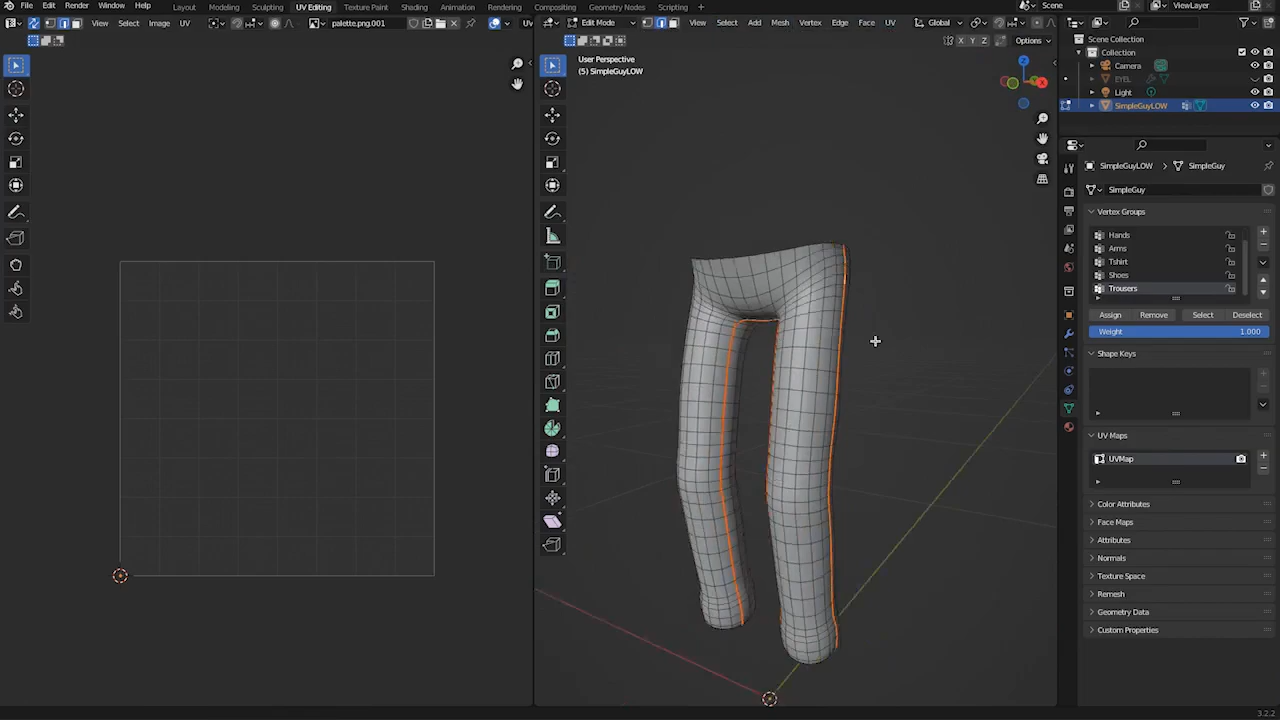 File Edit Render Window Help Layout Modeling Sculpting UV Editing Texture Paint Shading Animation Rendering Compositing Geometry Nodes Scripting + Scene ViewLayer
View Select Image UV palette.png.001 UV Edit Mode View Select Add Mesh Vertex Edge Face UV Global
X Y Z Options
Scene Collection
Collection
Camera
EYEL
Light
SimpleGuyLOW
User Perspective
(5) SimpleGuyLOW
Z
X
SimpleGuyLOW > SimpleGuy
SimpleGuy
Vertex Groups
Hands
Arms
Tshirt
Shoes
Trousers
Assign Remove Select Deselect
Weight 1.000
Shape Keys
UV Maps
UVMap
Color Attributes
Face Maps
Attributes
Normals
Texture Space
Remesh
Geometry Data
Custom Properties
3.2.2